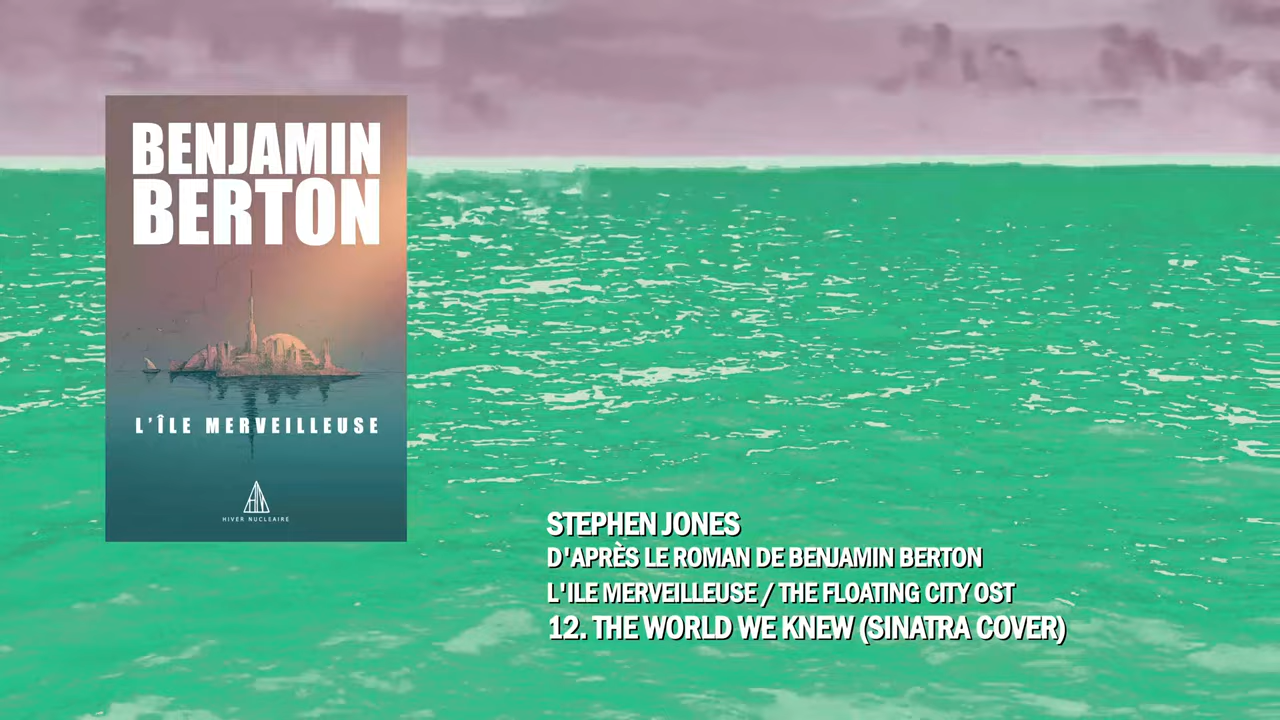 BENJAMIN
BERTON
L'ÎLE MERVEILLEUSE
HIVER NUCLEAIRE
STEPHEN JONES
D'APRÈS LE ROMAN DE BENJAMIN BERTON
L'ILE MERVEILLEUSE / THE FLOATING CITY OST
12. THE WORLD WE KNEW (SINATRA COVER)